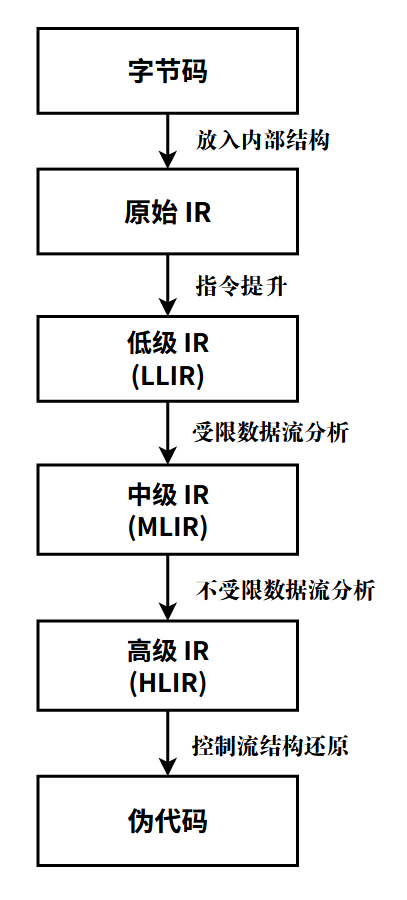 字节码
放入内部结构
原始 IR
指令提升
低级 IR
(LLIR)
受限数据流分析
中级 IR
(MLIR)
不受限数据流分析
高级 IR
(HLIR)
控制流结构还原
伪代码